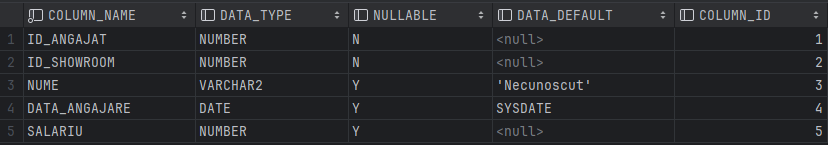 COLUMN_NAME DATA_TYPE NULLABLE DATA_DEFAULT COLUMN_ID
1 ID_ANGAJAT NUMBER N <null> 1
2 ID_SHOWROOM NUMBER N <null> 2
3 NUME VARCHAR2 Y 'Necunoscut' 3
4 DATA_ANGAJARE DATE Y SYSDATE 4
5 SALARIU NUMBER Y <null> 5